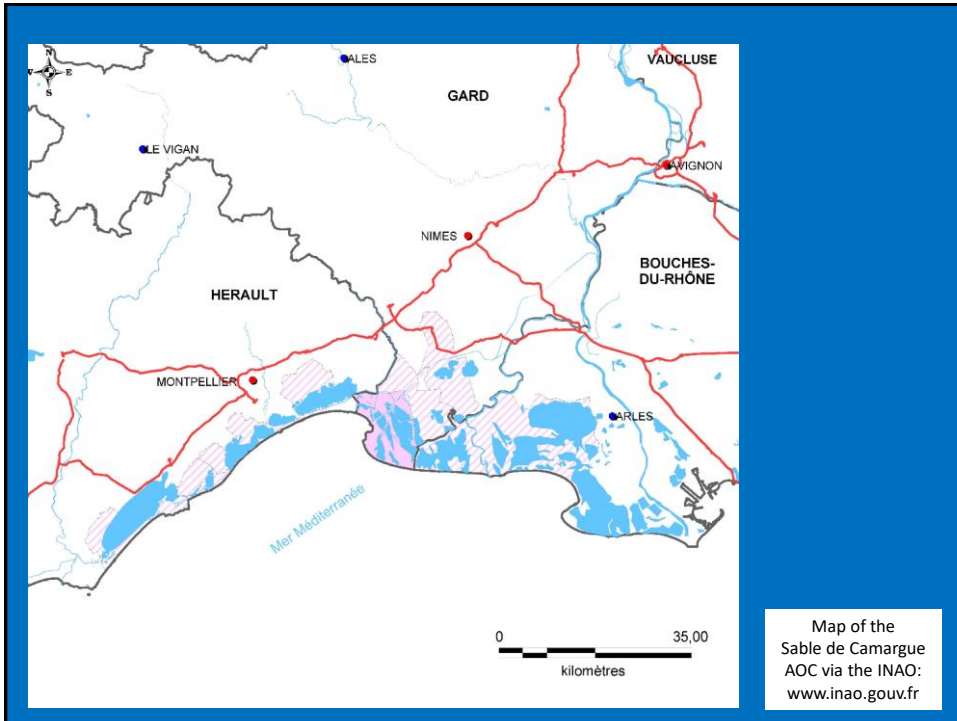 N
W E
S
ALES
VAUCLUSE
GARD
LE VIGAN
AVIGNON
NIMES
BOUCHES-
DU-RHÔNE
HERAULT
MONTPELLIER
ARLES
Mer Méditerranée
0 35,00
kilomètres
Map of the
Sable de Camargue
AOC via the INAO:
www.inao.gouv.fr